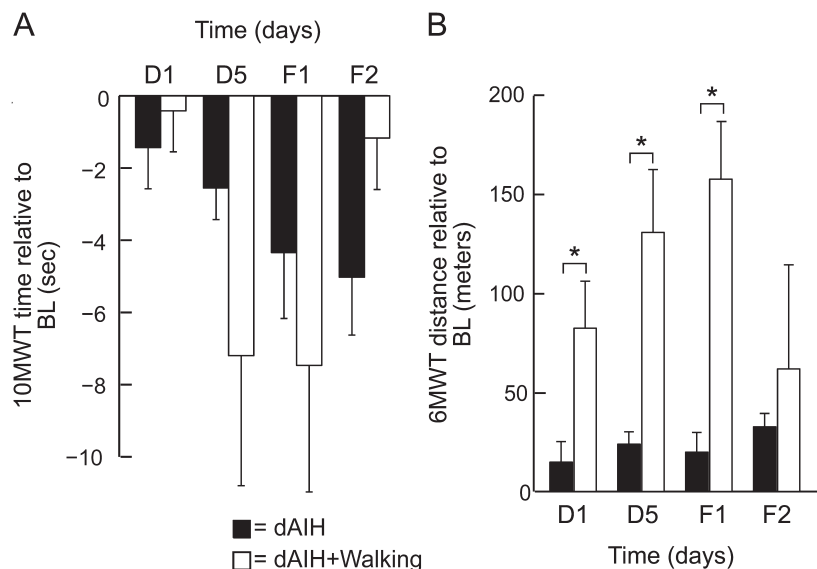 A
Time (days)
D1 D5 F1 F2
0
−2
−4
−6
−8
−10
10MWT time relative to
BL (sec)
= dAIH
= dAIH+Walking
B
200
150
100
50
0
6MWT distance relative to
BL (meters)
*
*
*
D1 D5 F1 F2
Time (days)